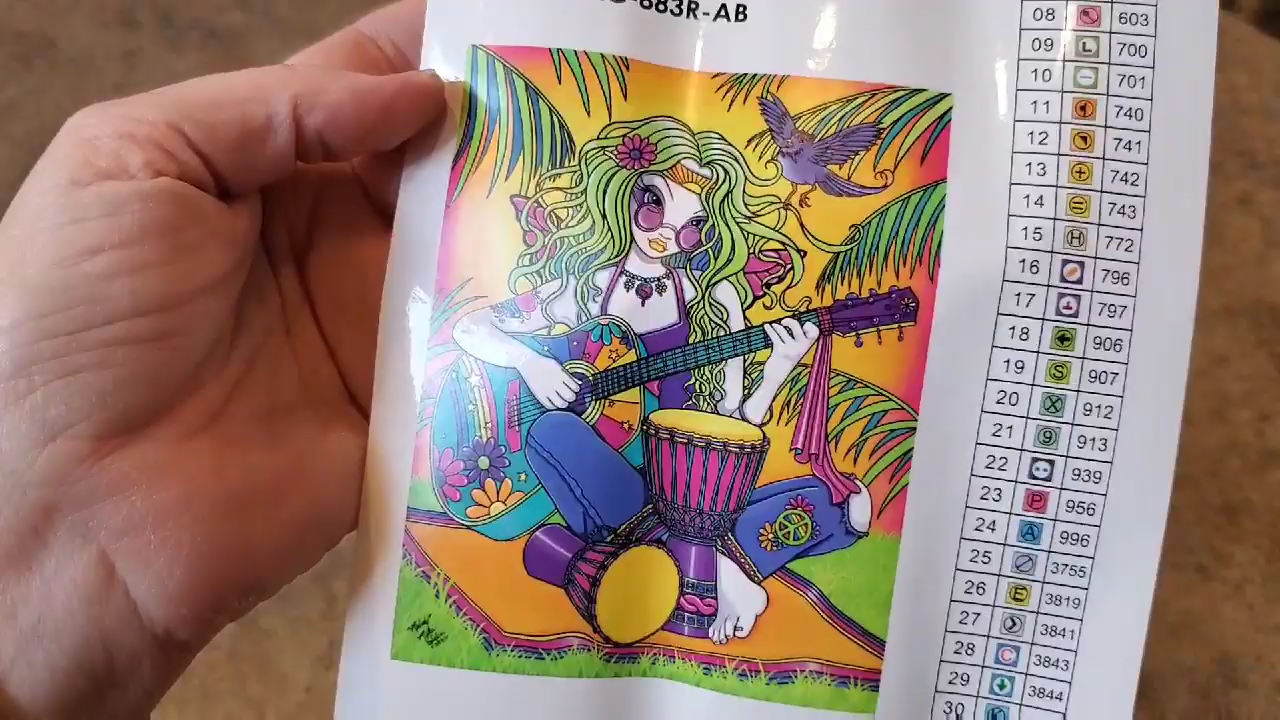 683R-AB
08 603
09 L 700
10 701
11 740
12 741
13 742
14 743
15 H 772
16 796
17 797
18 906
19 S 907
20 X 912
21 9 913
22 939
23 P 956
24 A 996
25 3755
26 E 3819
27 3841
28 C 3843
29 3844
30